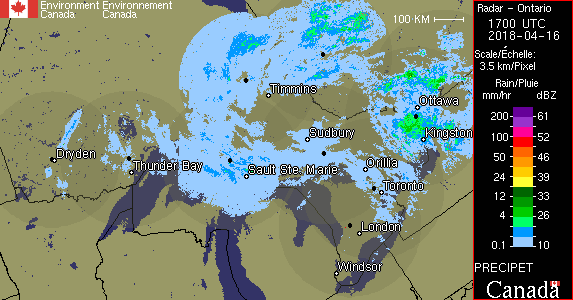 Environment Environnement
Canada Canada
100 KM
Timmins
Ottawa
Sudbury
Kingston
Dryden
Thunder Bay
Sault Ste. Marie
Orillia
Toronto
London
Windsor
Radar - Ontario
1700 UTC
2018-04-16
Scale/Échelle:
3.5 km/Pixel
Rain/Pluie
mm/hr dBZ
200 61
100 52
50 46
24 39
12 33
4 26
0.1 10
PRECIPET
Canada